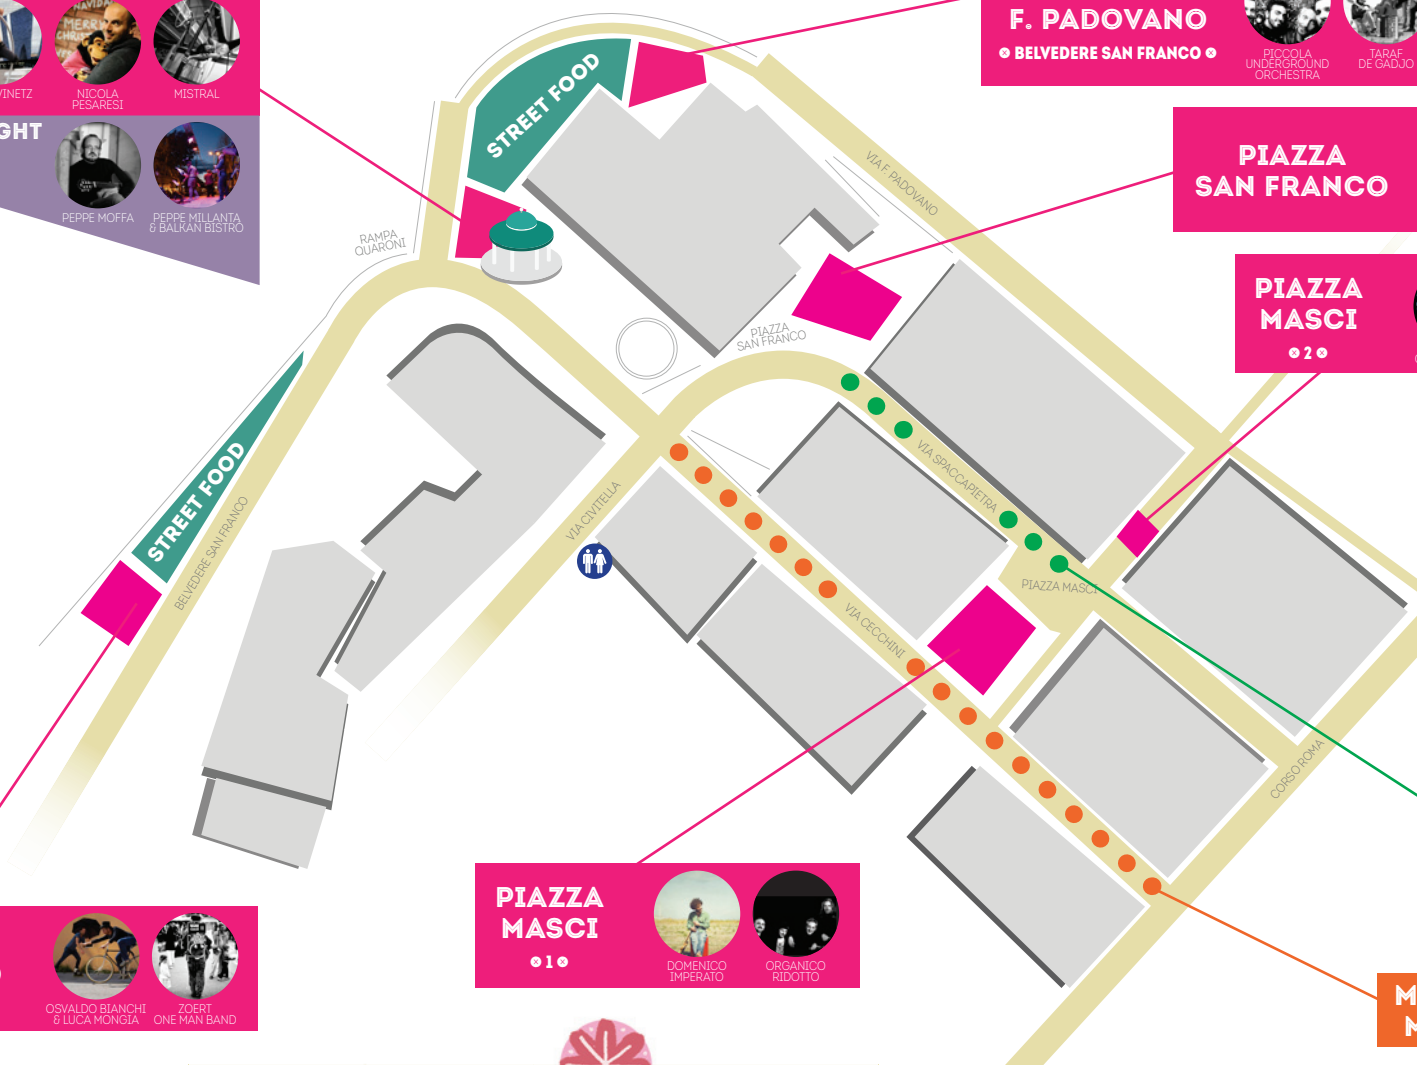 NICOLA
PESARESI
MISTRAL
GHT
PEPPE MOFFA
PEPPE MILLANTA
& BALKAN BISTRÒ
F. PADOVANO
BELVEDERE SAN FRANCO
PICCOLA
UNDERGROUND
ORCHESTRA
TARAF
DE GADJO
PIAZZA
SAN FRANCO
PIAZZA
MASCI
2
STREET FOOD
VIA F. PADOVANO
RAMPA
QUARONI
PIAZZA
SAN FRANCO
STREET FOOD
BELVEDERE SAN FRANCO
VIA CIVITELLA
VIA SPACCAPIETRA
PIAZZA MASCI
VIA CECCHINI
CORSO ROMA
PIAZZA
MASCI
1
DOMENICO
IMPERATO
ORGANICO
RIDOTTO
OSVALDO BIANCHI
& LUCA MONGIA
ZOERT
ONE MAN BAND
M
M